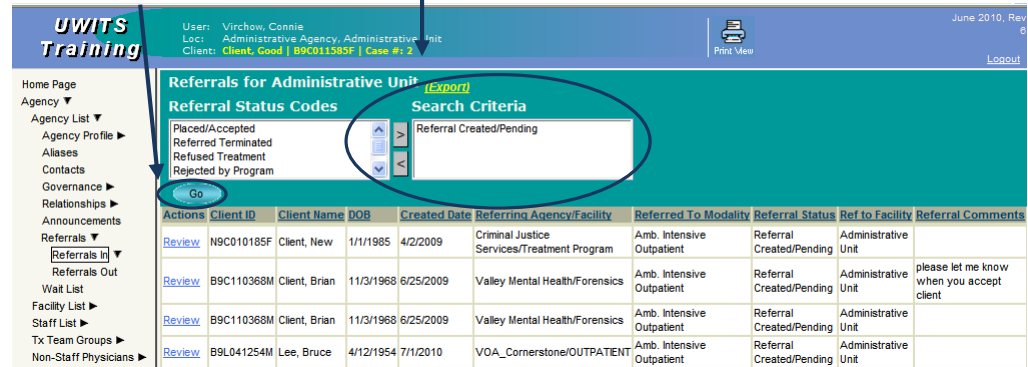 UWITS
Training
User: Virchow, Connie
Loc: Administrative Agency, Administrative Unit
Client: Client, Good | B9C011585F | Case #: 2
Print View
June 2010, Rev
6
Logout
Home Page
Agency ▼
Agency List ▼
Agency Profile ▶
Aliases
Contacts
Governance ▶
Relationships ▶
Announcements
Referrals ▼
Referrals In ▼
Referrals Out
Wait List
Facility List ▶
Staff List ▶
Tx Team Groups ▶
Non-Staff Physicians ▶
Referrals for Administrative Unit (Export)
Referral Status Codes Search Criteria
Placed/Accepted
Referred Terminated
Refused Treatment
Rejected by Program
>
<
Referral Created/Pending
Go
Actions Client ID Client Name DOB Created Date Referring Agency/Facility Referred To Modality Referral Status Ref to Facility Referral Comments
Review N9C010185F Client, New 1/1/1985 4/2/2009 Criminal Justice Services/Treatment Program Amb. Intensive Outpatient Referral Created/Pending Administrative Unit
Review B9C110368M Client, Brian 11/3/1968 6/25/2009 Valley Mental Health/Forensics Amb. Intensive Outpatient Referral Created/Pending Administrative Unit please let me know when you accept client
Review B9C110368M Client, Brian 11/3/1968 6/25/2009 Valley Mental Health/Forensics Amb. Intensive Outpatient Referral Created/Pending Administrative Unit
Review B9L041254M Lee, Bruce 4/12/1954 7/1/2010 VOA_Cornerstone/OUTPATIENT Amb. Intensive Outpatient Referral Created/Pending Administrative Unit